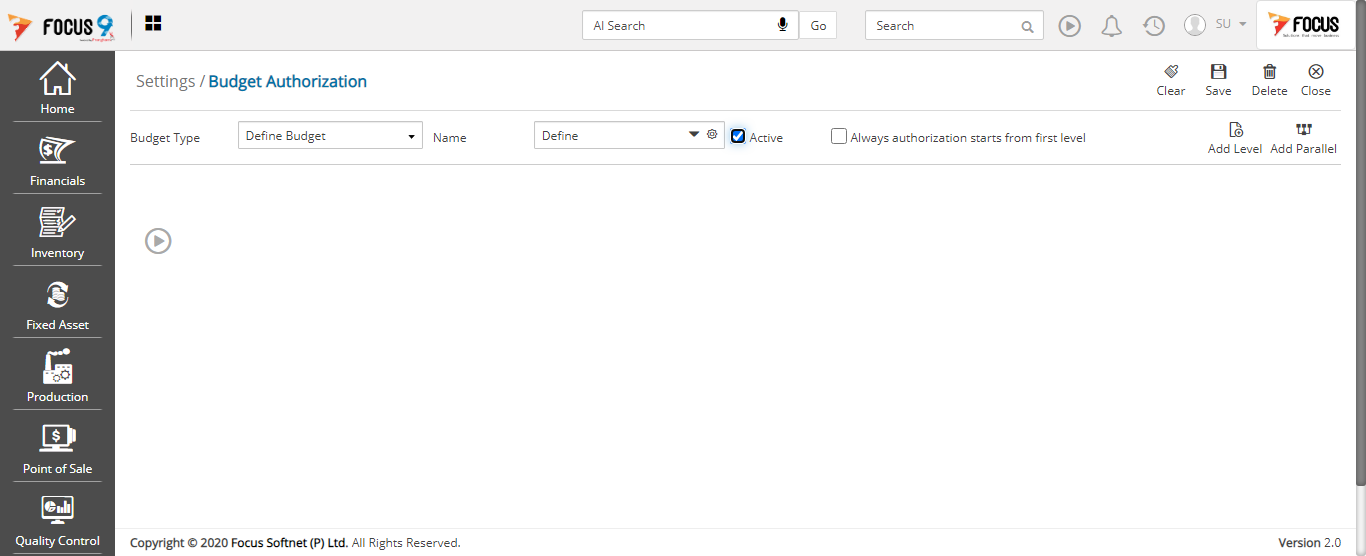 FOCUS 9
AI Search
Go
Search
SU
FOCUS
Home
Financials
Inventory
Fixed Asset
Production
Point of Sale
Quality Control
Settings / Budget Authorization
Clear
Save
Delete
Close
Budget Type
Define Budget
Name
Define
Active
Always authorization starts from first level
Add Level
Add Parallel
Copyright © 2020 Focus Softnet (P) Ltd. All Rights Reserved.
Version 2.0